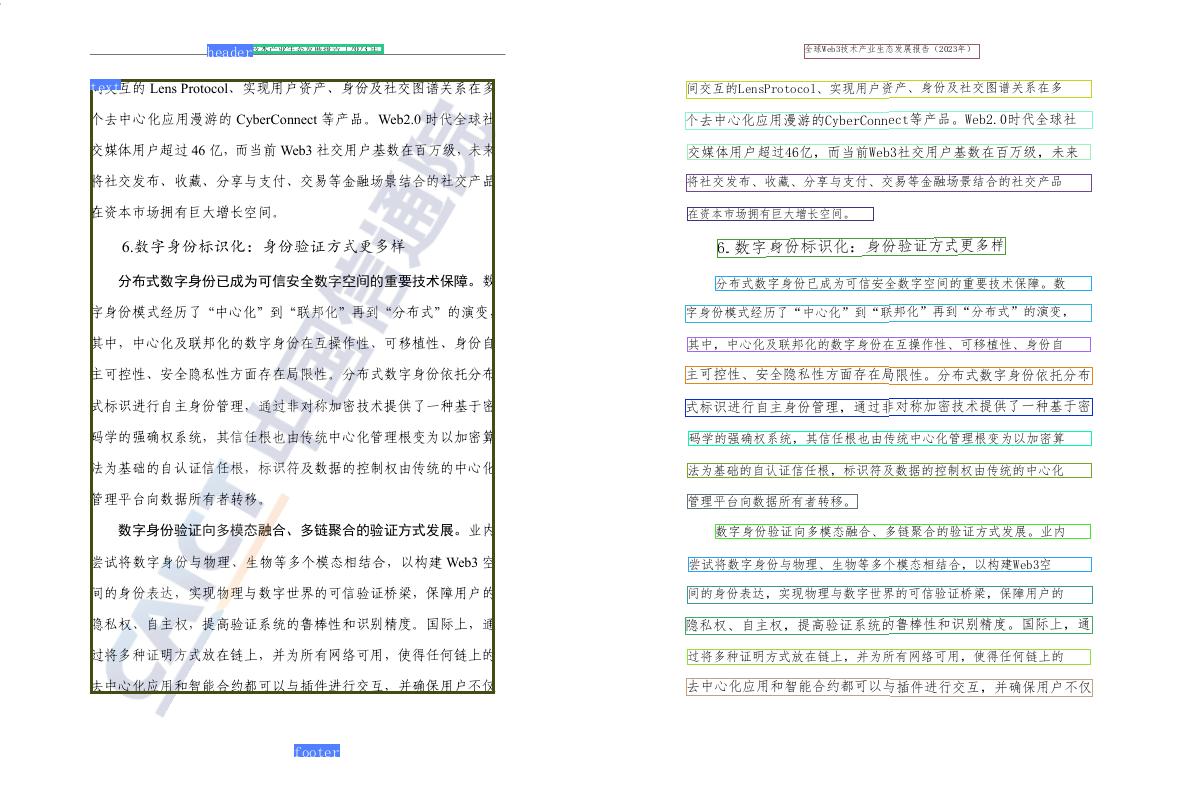 header
text
间交互的 Lens Protocol、实现用户资产、身份及社交图谱关系在多
个去中心化应用漫游的 CyberConnect 等产品。Web2.0 时代全球社
交媒体用户超过 46 亿，而当前 Web3 社交用户基数在百万级，未来
将社交发布、收藏、分享与支付、交易等金融场景结合的社交产品
在资本市场拥有巨大增长空间。
6.数字身份标识化：身份验证方式更多样
分布式数字身份已成为可信安全数字空间的重要技术保障。数
字身份模式经历了“中心化”到“联邦化”再到“分布式”的演变，
其中，中心化及联邦化的数字身份在互操作性、可移植性、身份自
主可控性、安全隐私性方面存在局限性。分布式数字身份依托分布
式标识进行自主身份管理，通过非对称加密技术提供了一种基于密
码学的强确权系统，其信任根也由传统中心化管理根变为以加密算
法为基础的自认证信任根，标识符及数据的控制权由传统的中心化
管理平台向数据所有者转移。
数字身份验证向多模态融合、多链聚合的验证方式发展。业内
尝试将数字身份与物理、生物等多个模态相结合，以构建 Web3 空
间的身份表达，实现物理与数字世界的可信验证桥梁，保障用户的
隐私权、自主权，提高验证系统的鲁棒性和识别精度。国际上，通
过将多种证明方式放在链上，并为所有网络可用，使得任何链上的
去中心化应用和智能合约都可以与插件进行交互，并确保用户不仅
CAICT 中国信通院
footer
全球Web3技术产业生态发展报告（2023年）
间交互的LensProtocol、实现用户资产、身份及社交图谱关系在多
个去中心化应用漫游的CyberConnect等产品。Web2.0时代全球社
交媒体用户超过46亿，而当前Web3社交用户基数在百万级，未来
将社交发布、收藏、分享与支付、交易等金融场景结合的社交产品
在资本市场拥有巨大增长空间。
6.数字身份标识化：身份验证方式更多样
分布式数字身份已成为可信安全数字空间的重要技术保障。数
字身份模式经历了“中心化”到“联邦化”再到“分布式”的演变，
其中，中心化及联邦化的数字身份在互操作性、可移植性、身份自
主可控性、安全隐私性方面存在局限性。分布式数字身份依托分布
式标识进行自主身份管理，通过非对称加密技术提供了一种基于密
码学的强确权系统，其信任根也由传统中心化管理根变为以加密算
法为基础的自认证信任根，标识符及数据的控制权由传统的中心化
管理平台向数据所有者转移。
数字身份验证向多模态融合、多链聚合的验证方式发展。业内
尝试将数字身份与物理、生物等多个模态相结合，以构建Web3空
间的身份表达，实现物理与数字世界的可信验证桥梁，保障用户的
隐私权、自主权，提高验证系统的鲁棒性和识别精度。国际上，通
过将多种证明方式放在链上，并为所有网络可用，使得任何链上的
去中心化应用和智能合约都可以与插件进行交互，并确保用户不仅